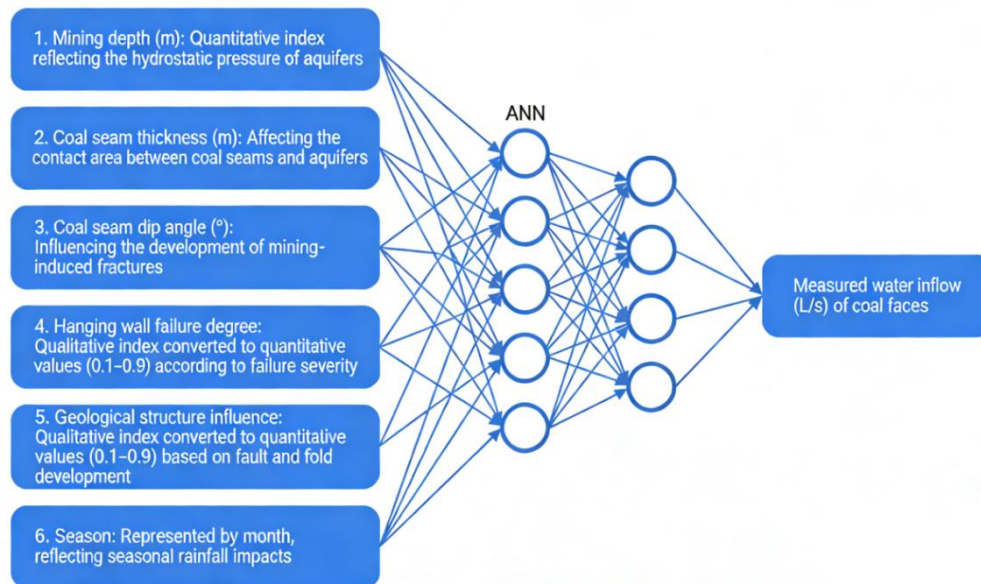 1. Mining depth (m): Quantitative index
reflecting the hydrostatic pressure of aquifers
ANN
2. Coal seam thickness (m): Affecting the
contact area between coal seams and aquifers
3. Coal seam dip angle (°):
Influencing the development of mining-
induced fractures
Measured water inflow
(L/s) of coal faces
4. Hanging wall failure degree:
Qualitative index converted to quantitative
values (0.1–0.9) according to failure severity
5. Geological structure influence:
Qualitative index converted to quantitative
values (0.1–0.9) based on fault and fold
development
6. Season: Represented by month,
reflecting seasonal rainfall impacts